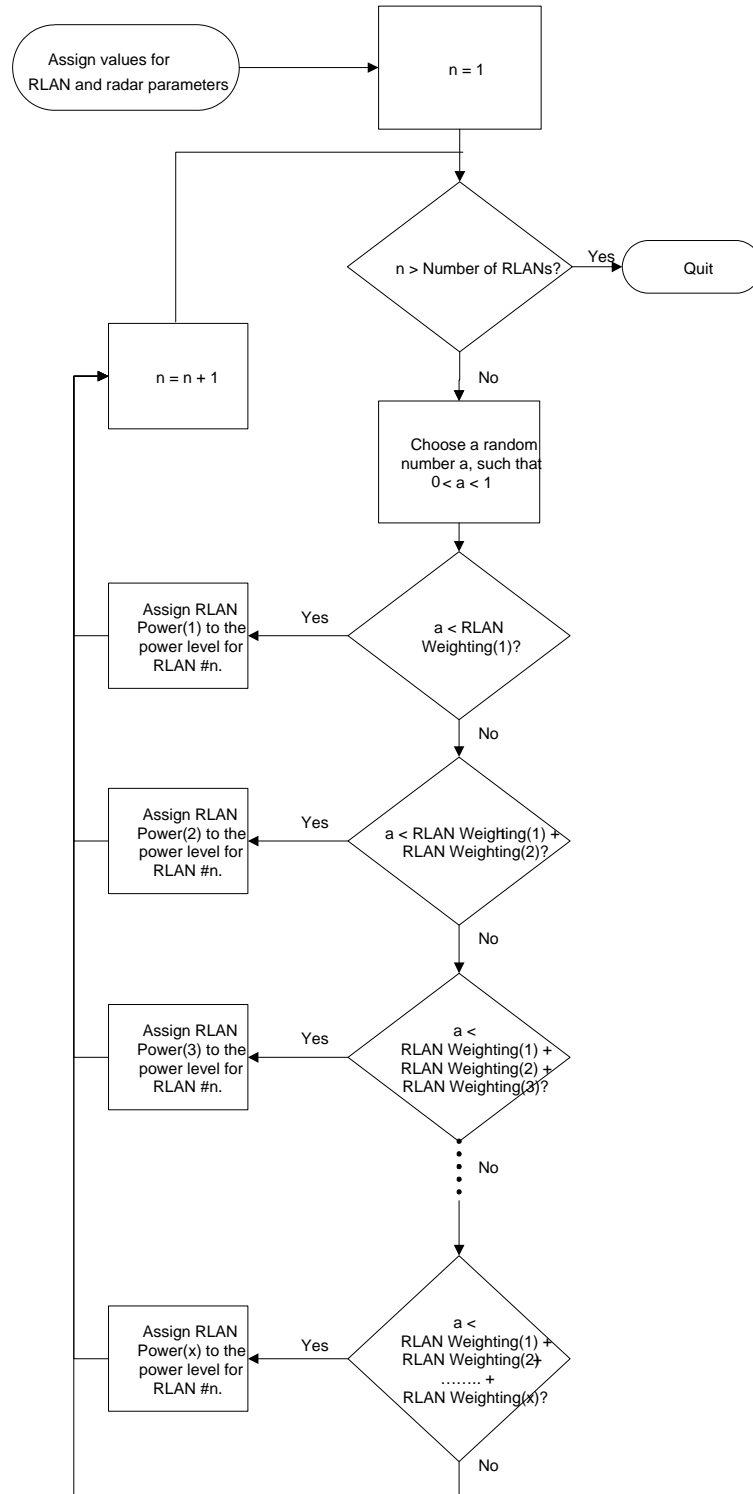 Assign values for
RLAN and radar parameters
n = 1
n > Number of RLANs?
Yes
Quit
n = n + 1
No
Choose a random
number a, such that
0 < a < 1
Assign RLAN
Power(1) to the
power level for
RLAN #n.
Yes
a < RLAN
Weighting(1)?
No
Assign RLAN
Power(2) to the
power level for
RLAN #n.
Yes
a < RLAN Weighting(1) +
RLAN Weighting(2)?
No
Assign RLAN
Power(3) to the
power level for
RLAN #n.
Yes
a <
RLAN Weighting(1) +
RLAN Weighting(2) +
RLAN Weighting(3)?
No
Assign RLAN
Power(x) to the
power level for
RLAN #n.
Yes
a <
RLAN Weighting(1) +
RLAN Weighting(2)+
........ +
RLAN Weighting(x)?
No